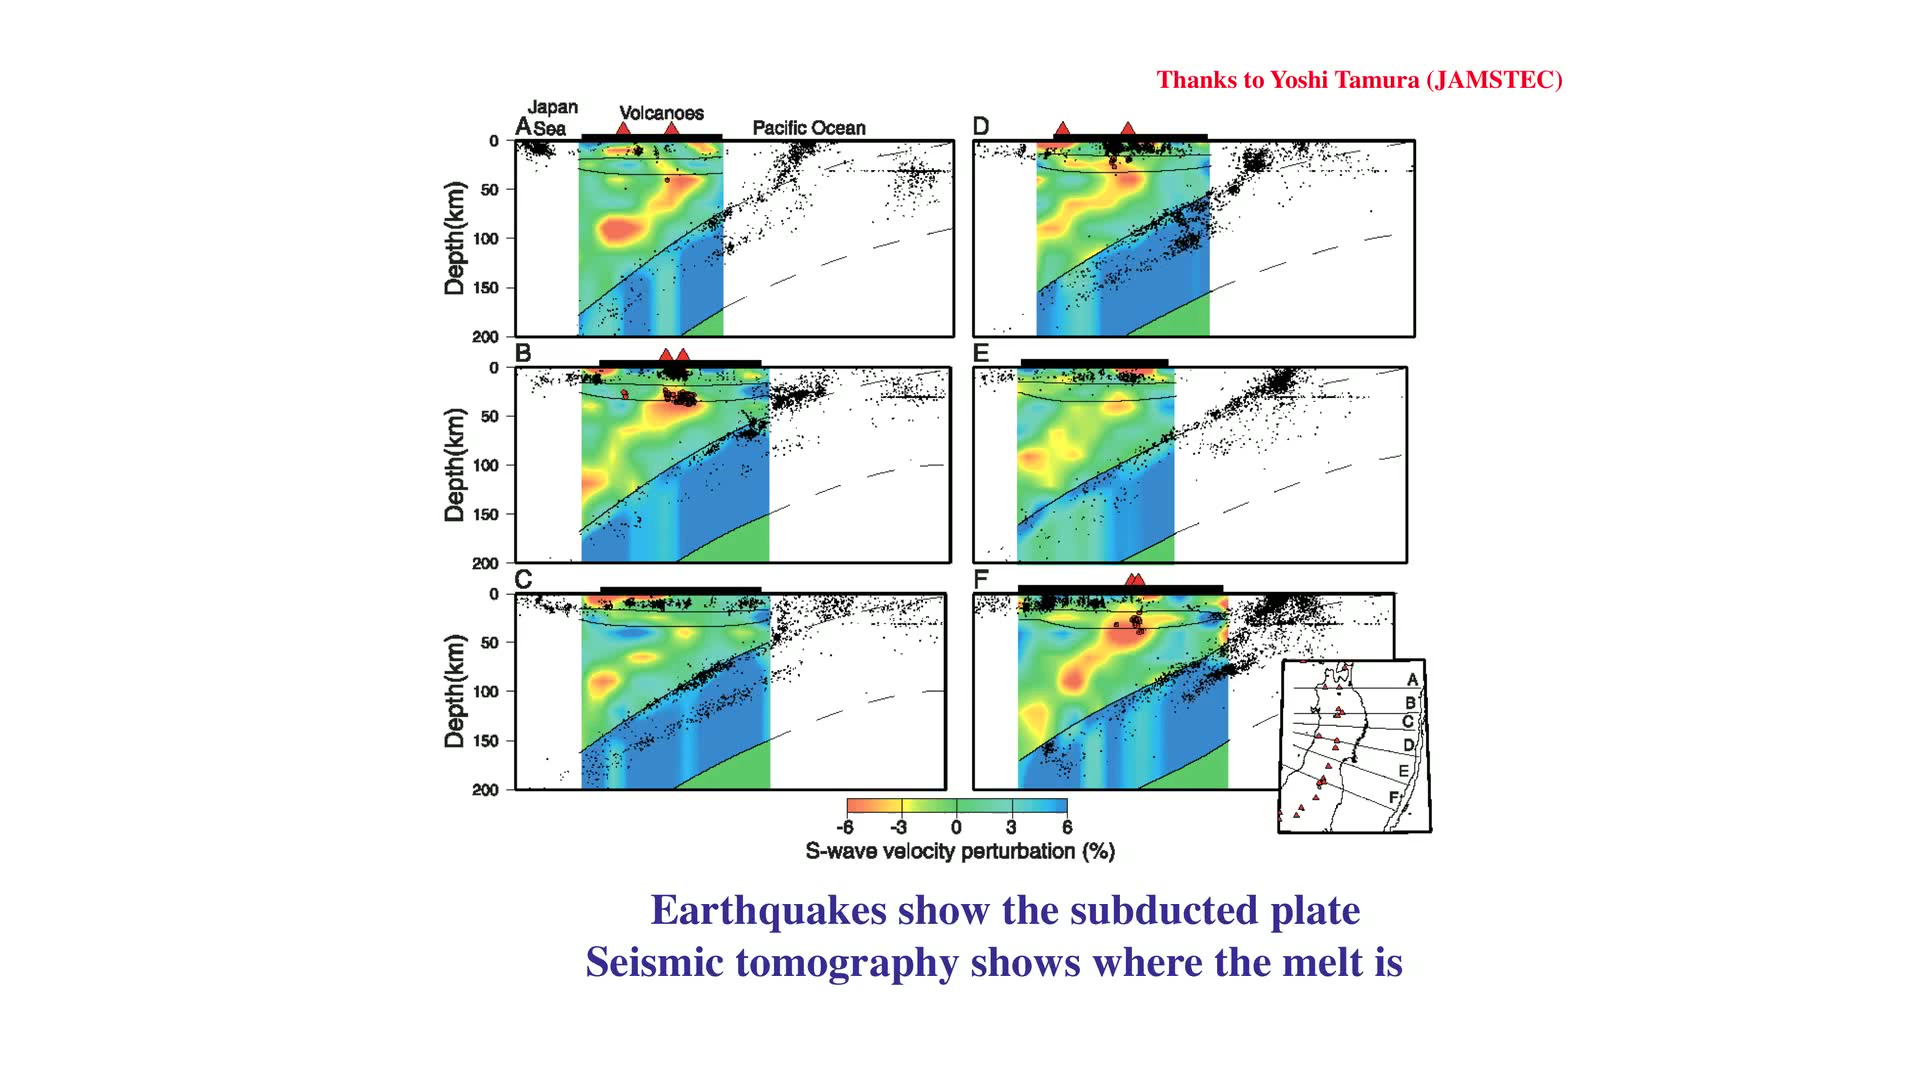 Thanks to Yoshi Tamura (JAMSTEC)
Japan
Sea
Volcanoes
Pacific Ocean
A
0
50
100
150
200
Depth(km)
D
B
0
50
100
150
200
Depth(km)
E
C
0
50
100
150
200
Depth(km)
F
A
B
C
D
E
F
-6
-3
0
3
6
S-wave velocity perturbation (%)
Earthquakes show the subducted plate
Seismic tomography shows where the melt is